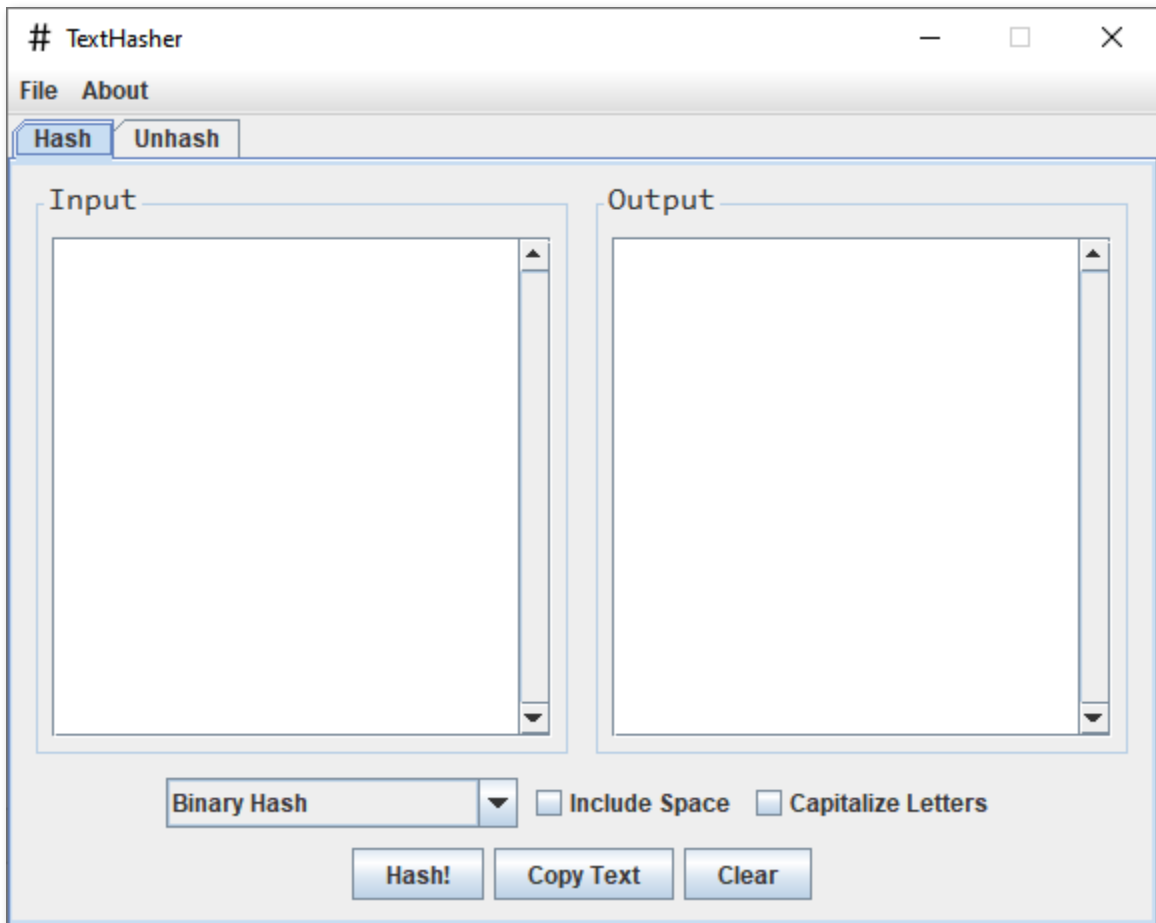 # TextHasher
File About
Hash Unhash
Input Output
Binary Hash Include Space Capitalize Letters
Hash! Copy Text Clear